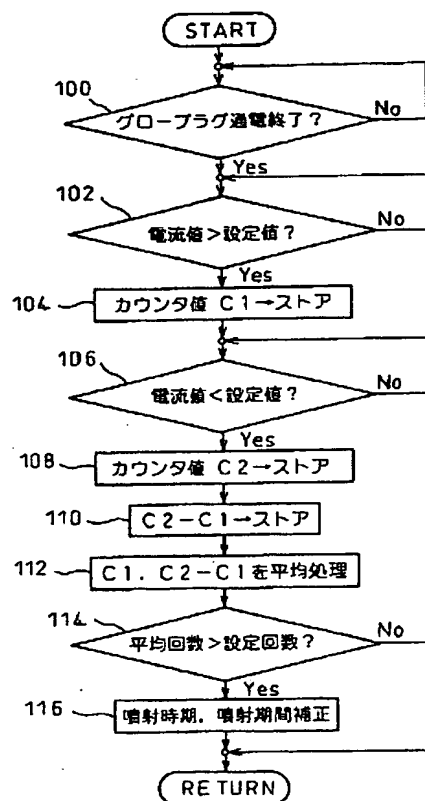 START
100
グロープラグ通電終了?
No
Yes
102
電流値>設定値?
No
Yes
104
カウンタ値 C1→ストア
106
電流値<設定値?
No
Yes
108
カウンタ値 C2→ストア
110
C2-C1→ストア
112
C1. C2-C1を平均処理
114
平均回数>設定回数?
No
Yes
116
噴射時期. 噴射期間補正
RETURN